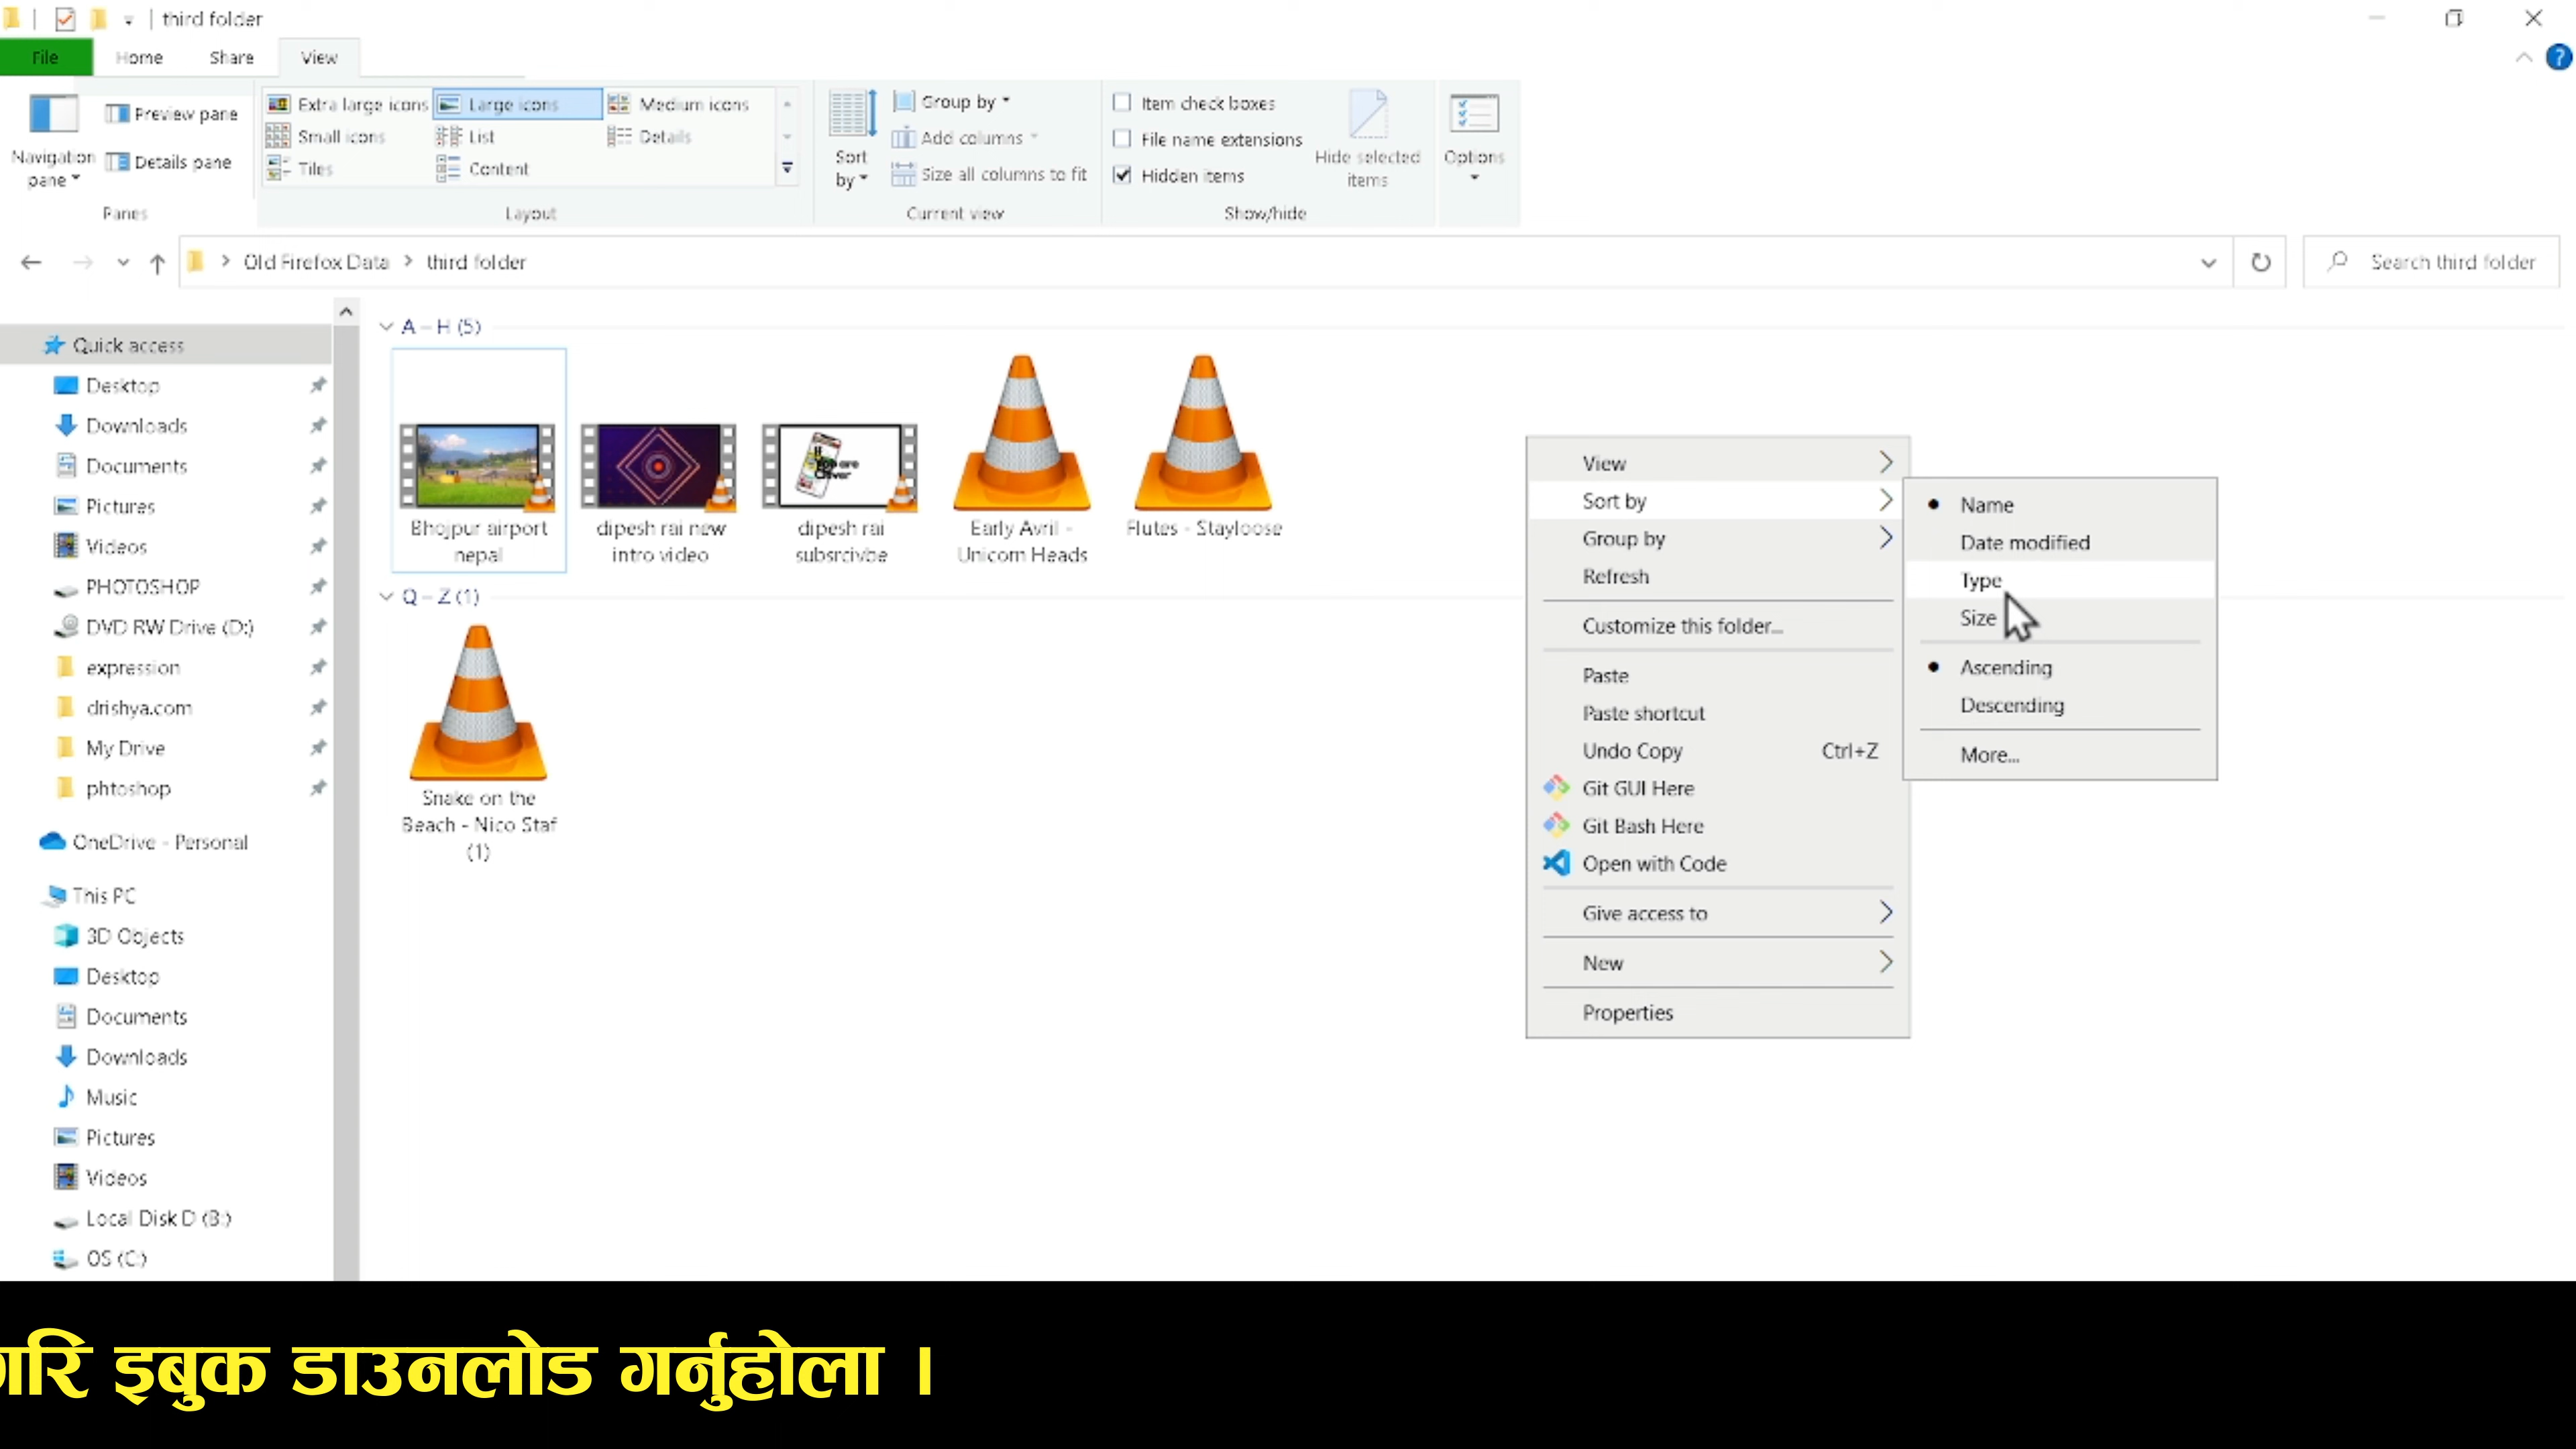 third folder
File Home Share View
Navigation pane
Preview pane
Details pane
Panes
Extra large icons Large icons Medium icons
Small icons List Details
Tiles Content
Layout
Sort by
Group by
Add columns
Size all columns to fit
Current view
Item check boxes
File name extensions
Hidden items
Hide selected items
Show/hide
Options
Old Firefox Data > third folder
Search third folder
Quick access
Desktop
Downloads
Documents
Pictures
Videos
PHOTOSHOP
DVD RW Drive (D:)
expression
drishya.com
My Drive
phtoshop
OneDrive - Personal
This PC
3D Objects
Desktop
Documents
Downloads
Music
Pictures
Videos
Local Disk D (B:)
OS (C:)
A – H (5)
Bhojpur airport
nepal
dipesh rai new
intro video
dipesh rai
subsrcivbe
Early Avril -
Unicorn Heads
Flutes - Stayloose
Q – Z (1)
Snake on the
Beach - Nico Staf
(1)
View
Sort by
Group by
Refresh
Customize this folder...
Paste
Paste shortcut
Undo Copy Ctrl+Z
Git GUI Here
Git Bash Here
Open with Code
Give access to
New
Properties
Name
Date modified
Type
Size
Ascending
Descending
More...
गरि इबुक डाउनलोड गर्नुहोला ।